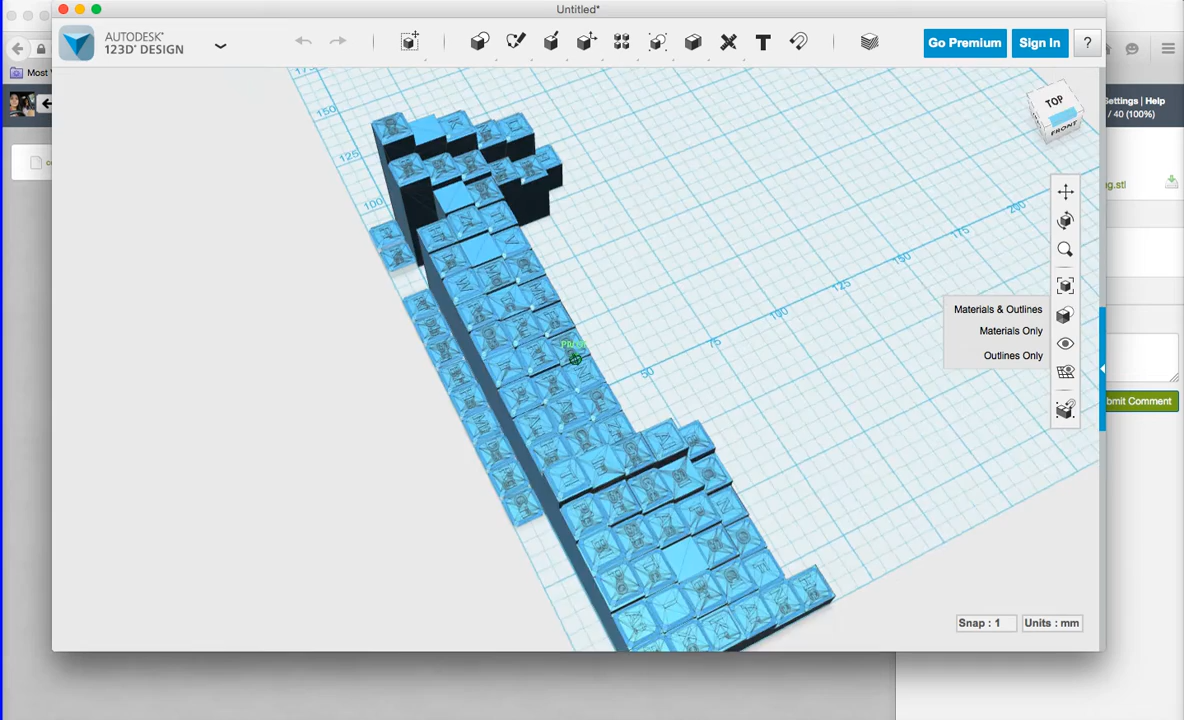 Untitled*
AUTODESK
123D® DESIGN
Go Premium
Sign In
?
Most
Settings | Help
/ 40 (100%)
ng.stl
TOP
FRONT
150
125
100
200
175
150
125
100
75
50
Materials & Outlines
Materials Only
Outlines Only
bmit Comment
Snap : 1
Units : mm